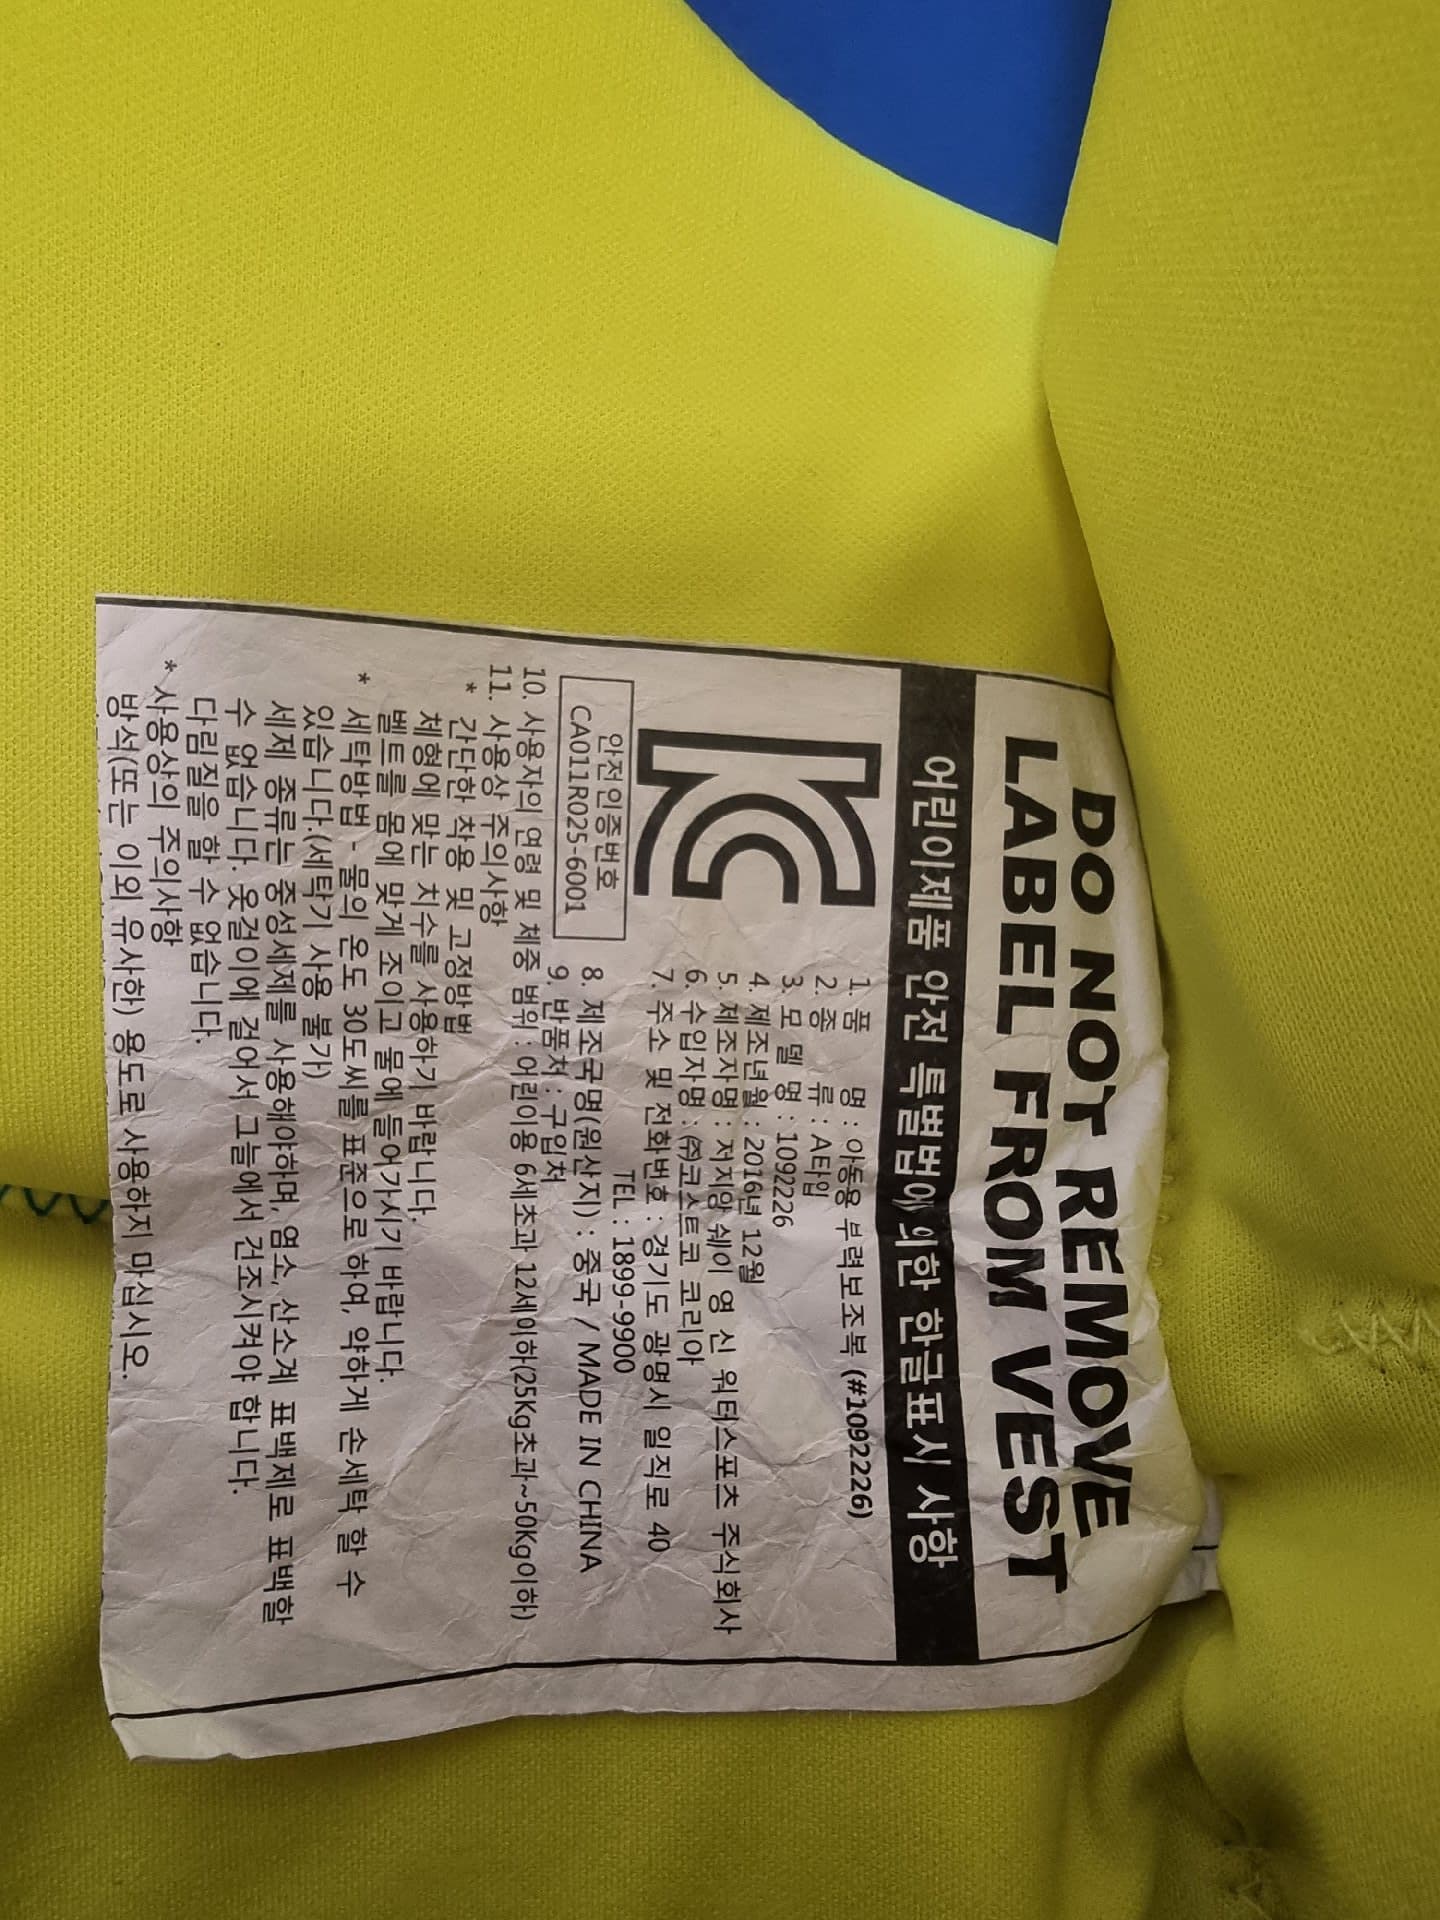 DO NOT REMOVE
LABEL FROM VEST
어린이제품 안전 특별법에 의한 한글표시 사항
KC
안전인증번호
CA011R025-6001
1. 품 명 : 아동용 부력보조복 (#1092226)
2. 종 류 : A타입
3. 모 델 명 : 1092226
4. 제조년월 : 2016년 12월
5. 제조자명 : 저지앙 쉐이 영 신 워터스포츠 주식회사
6. 수입자명 : ㈜코스트코 코리아
7. 주소 및 전화번호 : 경기도 광명시 일직로 40
TEL : 1899-9900
8. 제조국명(원산지) : 중국 / MADE IN CHINA
9. 반품처 : 구입처
10. 사용자의 연령 및 체중 범위 : 어린이용 6세초과 12세이하(25Kg초과~50Kg이하)
11. 사용상 주의사항
* 간단한 착용 및 고정방법
체형에 맞는 치수를 사용하기 바랍니다.
벨트를 몸에 맞게 조이고 물에 들어가시기 바랍니다.
* 세탁방법 - 물의 온도 30도씨를 표준으로 하여, 약하게 손세탁 할 수
있습니다.(세탁기 사용 불가)
세제 종류는 중성세제를 사용해야하며, 염소, 산소계 표백제로 표백할
수 없습니다. 옷걸이에 걸어서 그늘에서 건조시켜야 합니다.
다림질을 할 수 없습니다.
* 사용상의 주의사항
방석(또는 이외 유사한) 용도로 사용하지 마십시오.